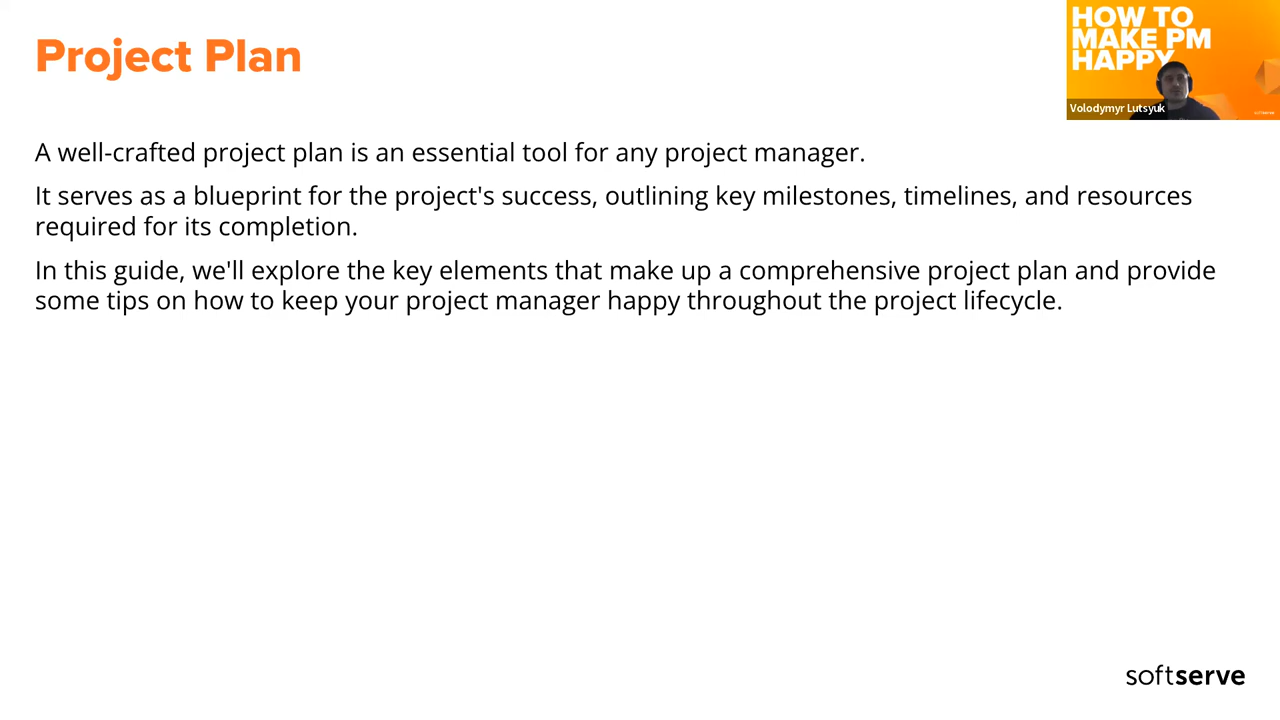 Project Plan
HOW TO
MAKE PM
HAPPY
Volodymyr Lutsyuk
softserve
A well-crafted project plan is an essential tool for any project manager.
It serves as a blueprint for the project's success, outlining key milestones, timelines, and resources
required for its completion.
In this guide, we'll explore the key elements that make up a comprehensive project plan and provide
some tips on how to keep your project manager happy throughout the project lifecycle.
softserve